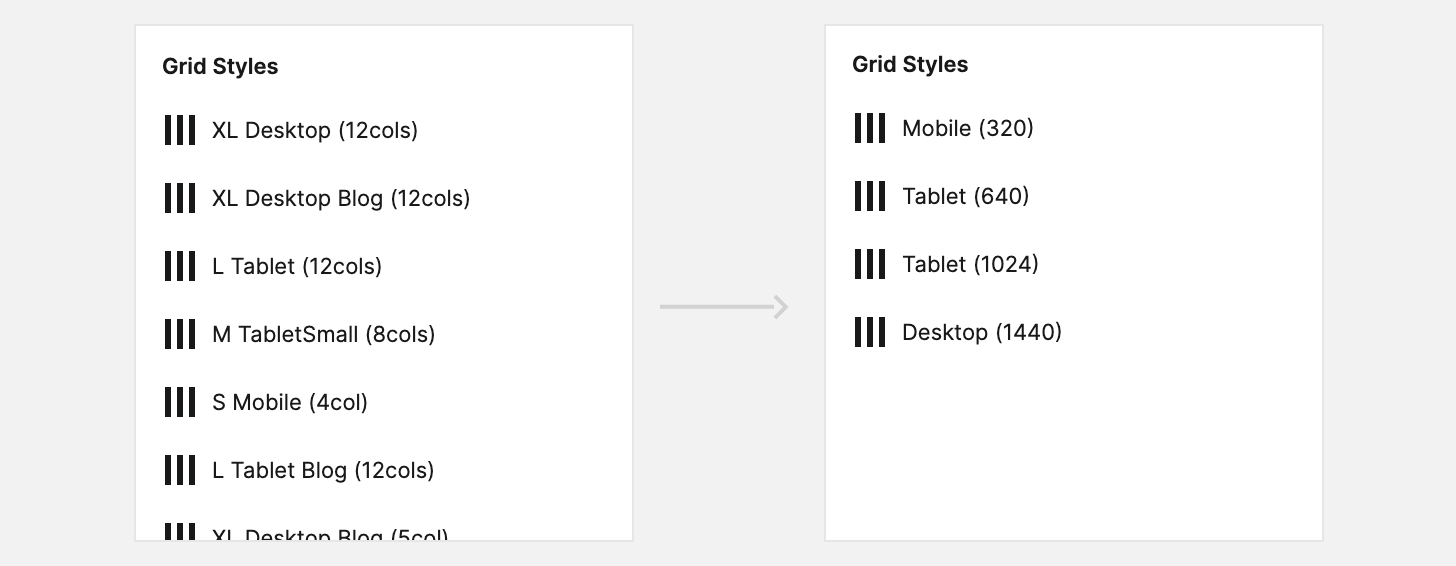 Grid Styles
XL Desktop (12cols)
XL Desktop Blog (12cols)
L Tablet (12cols)
M TabletSmall (8cols)
S Mobile (4col)
L Tablet Blog (12cols)
XL Desktop Blog (5col)
Grid Styles
Mobile (320)
Tablet (640)
Tablet (1024)
Desktop (1440)